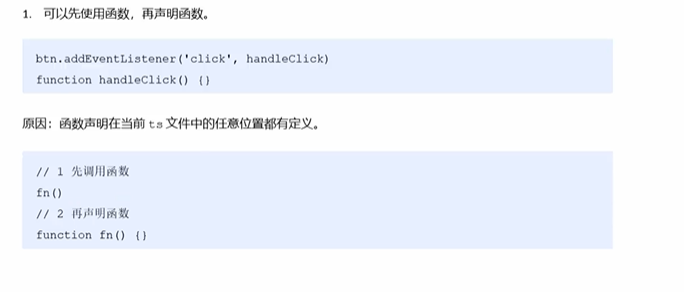 1. 可以先使用函数，再声明函数。
btn.addEventListener('click', handleClick)
function handleClick() {}
原因：函数声明在当前 ts 文件中的任意位置都有定义。
// 1 先调用函数
fn()
// 2 再声明函数
function fn() {}